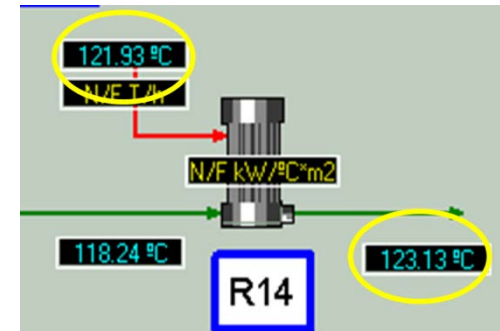 121.93 ºC
N/F T/h
N/F kW/ºC*m2
118.24 ºC
123.13 ºC
R14